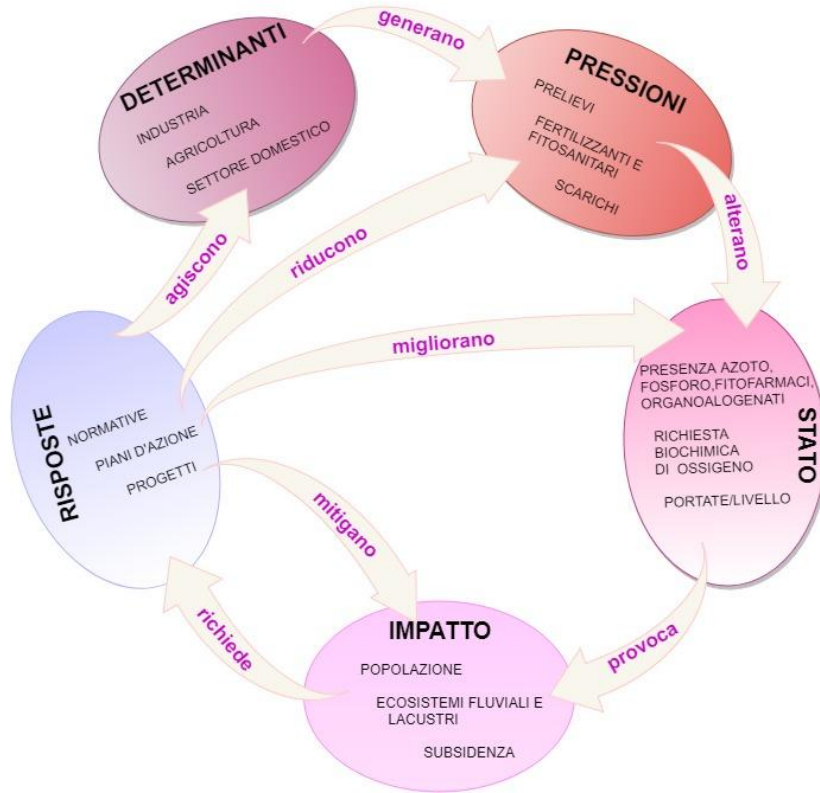 generano
DETERMINANTI
INDUSTRIA
AGRICOLTURA
SETTORE DOMESTICO
PRESSIONI
PRELIEVI
FERTILIZZANTI E
FITOSANITARI
SCARICHI
agiscono
riducono
alterano
migliorano
PRESENZA AZOTO,
FOSFORO,FITOFARMACI,
ORGANOALOGENATI
RICHIESTA
BIOCHIMICA
DI OSSIGENO
PORTATE/LIVELLO
STATO
RISPOSTE
NORMATIVE
PIANI D'AZIONE
PROGETTI
mitigano
richiede
provoca
IMPATTO
POPOLAZIONE
ECOSISTEMI FLUVIALI E
LACUSTRI
SUBSIDENZA